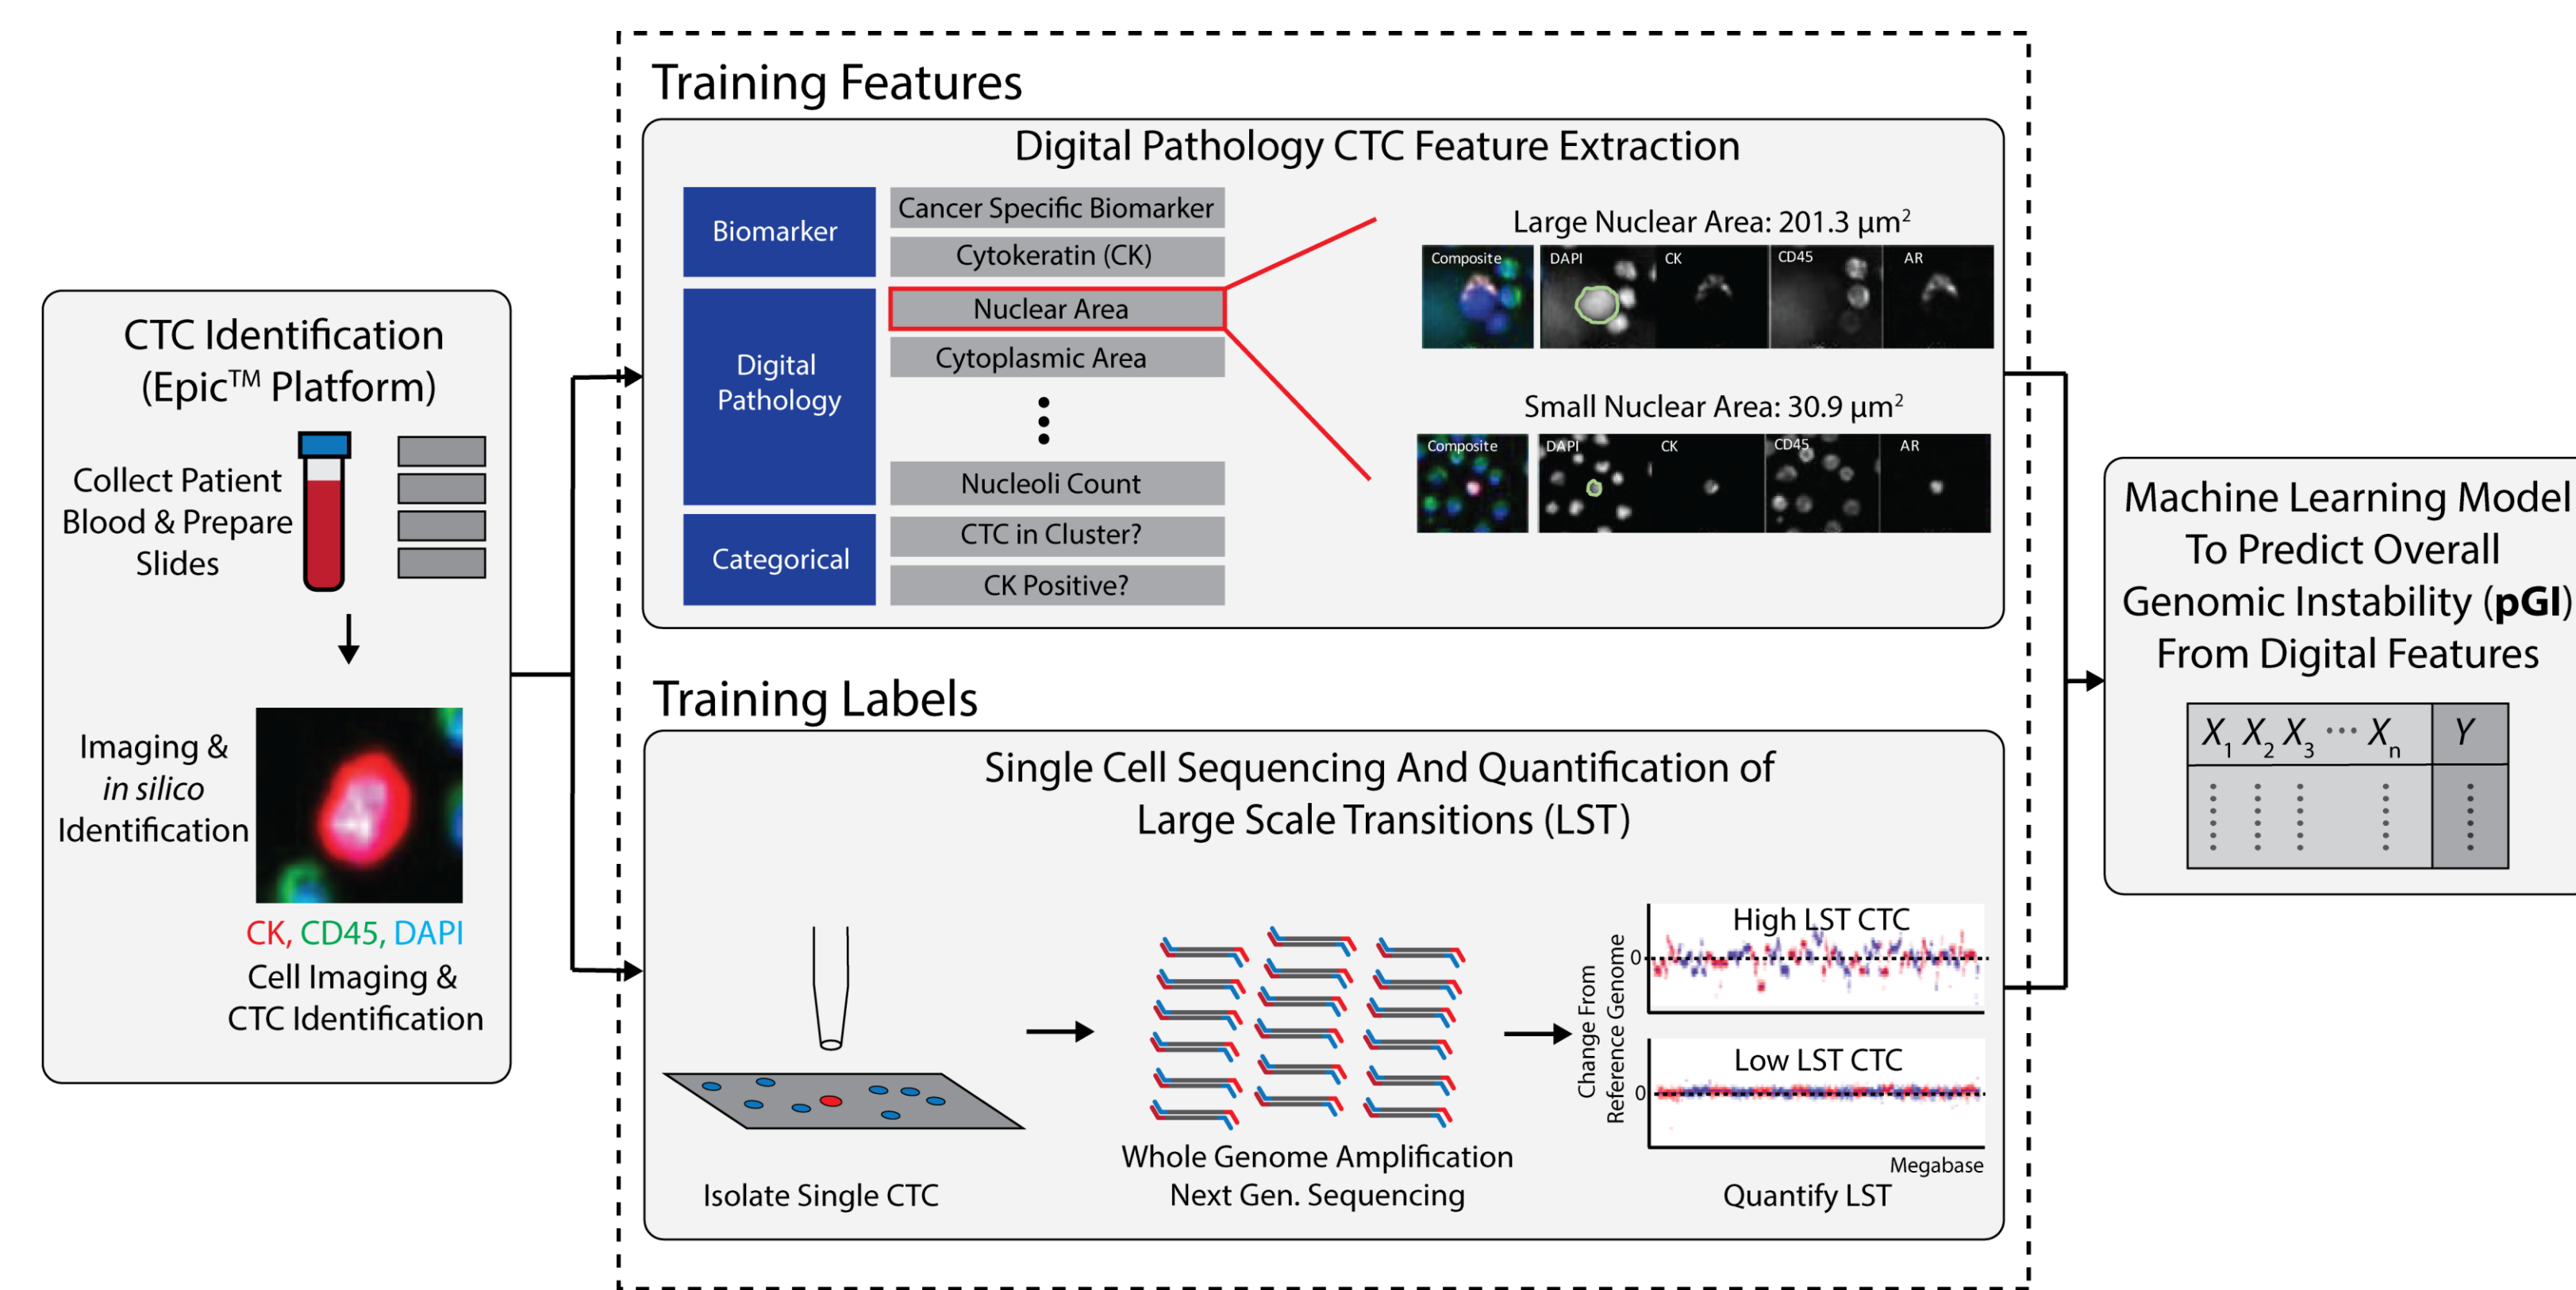 CTC Identification
(Epic™ Platform)
Collect Patient
Blood & Prepare
Slides
Imaging &
in silico
Identification
CK, CD45, DAPI
Cell Imaging &
CTC Identification
Training Features
Digital Pathology CTC Feature Extraction
Biomarker
Cancer Specific Biomarker
Cytokeratin (CK)
Digital
Pathology
Nuclear Area
Cytoplasmic Area
Nucleoli Count
Categorical
CTC in Cluster?
CK Positive?
Large Nuclear Area: 201.3 µm²
Composite DAPI CK CD45 AR
Small Nuclear Area: 30.9 µm²
Composite DAPI CK CD45 AR
Training Labels
Single Cell Sequencing And Quantification of
Large Scale Transitions (LST)
Isolate Single CTC
Whole Genome Amplification
Next Gen. Sequencing
Change From
Reference Genome
High LST CTC
0
Low LST CTC
0
Megabase
Quantify LST
Machine Learning Model
To Predict Overall
Genomic Instability (pGI)
From Digital Features
X₁ X₂ X₃ ··· Xₙ Y